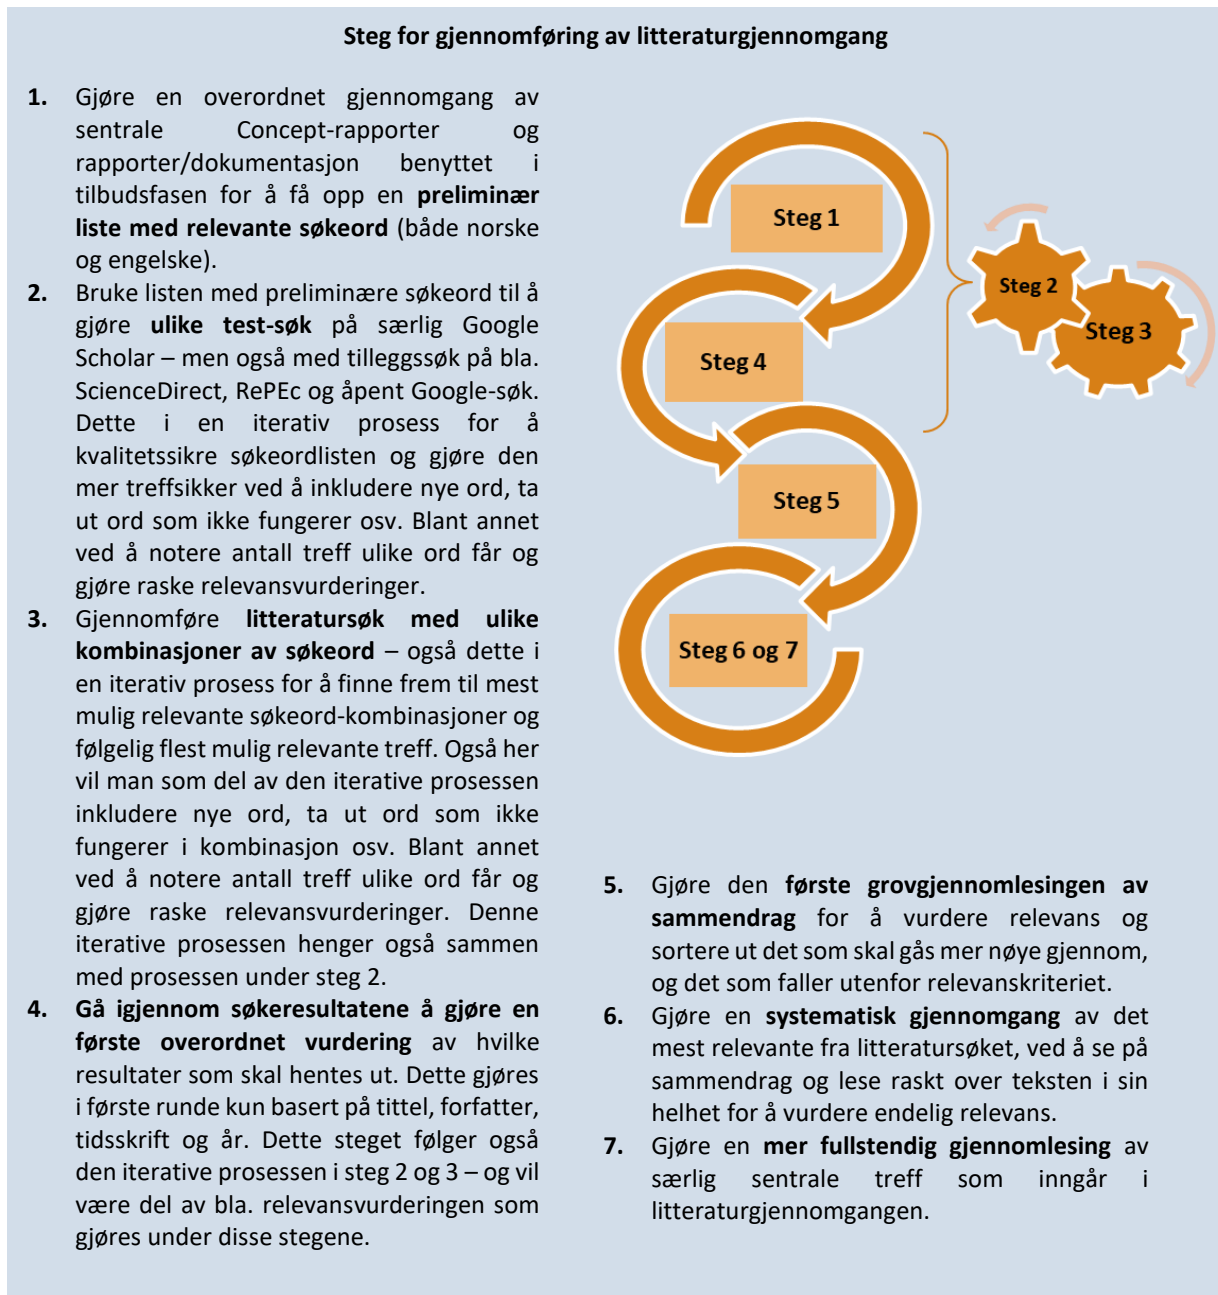 Steg for gjennomføring av litteraturgjennomgang
1. Gjøre en overordnet gjennomgang av
sentrale Concept-rapporter og
rapporter/dokumentasjon benyttet i
tilbudsfasen for å få opp en preliminær
liste med relevante søkeord (både norske
og engelske).
2. Bruke listen med preliminære søkeord til å
gjøre ulike test-søk på særlig Google
Scholar – men også med tilleggssøk på bla.
ScienceDirect, RePEc og åpent Google-søk.
Dette i en iterativ prosess for å
kvalitetssikre søkeordlisten og gjøre den
mer treffsikker ved å inkludere nye ord, ta
ut ord som ikke fungerer osv. Blant annet
ved å notere antall treff ulike ord får og
gjøre raske relevansvurderinger.
3. Gjennomføre litteratursøk med ulike
kombinasjoner av søkeord – også dette i
en iterativ prosess for å finne frem til mest
mulig relevante søkeord-kombinasjoner og
følgelig flest mulig relevante treff. Også her
vil man som del av den iterative prosessen
inkludere nye ord, ta ut ord som ikke
fungerer i kombinasjon osv. Blant annet
ved å notere antall treff ulike ord får og
gjøre raske relevansvurderinger. Denne
iterative prosessen henger også sammen
med prosessen under steg 2.
4. Gå igjennom søkeresultatene å gjøre en
første overordnet vurdering av hvilke
resultater som skal hentes ut. Dette gjøres
i første runde kun basert på tittel, forfatter,
tidsskrift og år. Dette steget følger også
den iterative prosessen i steg 2 og 3 – og vil
være del av bla. relevansvurderingen som
gjøres under disse stegene.
Steg 1
Steg 2
Steg 3
Steg 4
Steg 5
Steg 6 og 7
5. Gjøre den første grovgjennomlesingen av
sammendrag for å vurdere relevans og
sortere ut det som skal gås mer nøye gjennom,
og det som faller utenfor relevanskriteriet.
6. Gjøre en systematisk gjennomgang av det
mest relevante fra litteratursøket, ved å se på
sammendrag og lese raskt over teksten i sin
helhet for å vurdere endelig relevans.
7. Gjøre en mer fullstendig gjennomlesing av
særlig sentrale treff som inngår i
litteraturgjennomgangen.